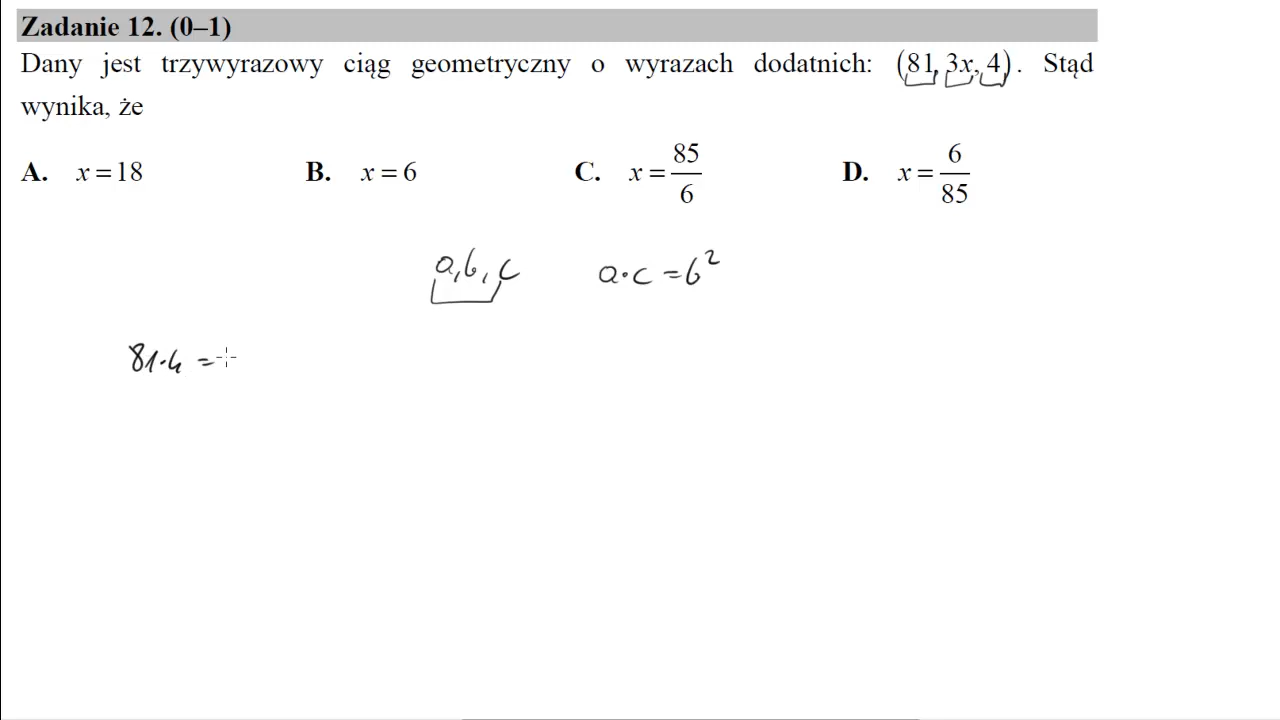 Zadanie 12. (0–1)
Dany jest trzywyrazowy ciąg geometryczny o wyrazach dodatnich: (81, 3x, 4). Stąd
wynika, że
A. x = 18 B. x = 6 C. x = 85/6 D. x = 6/85
a, b, c a·c = b²
81·4 =